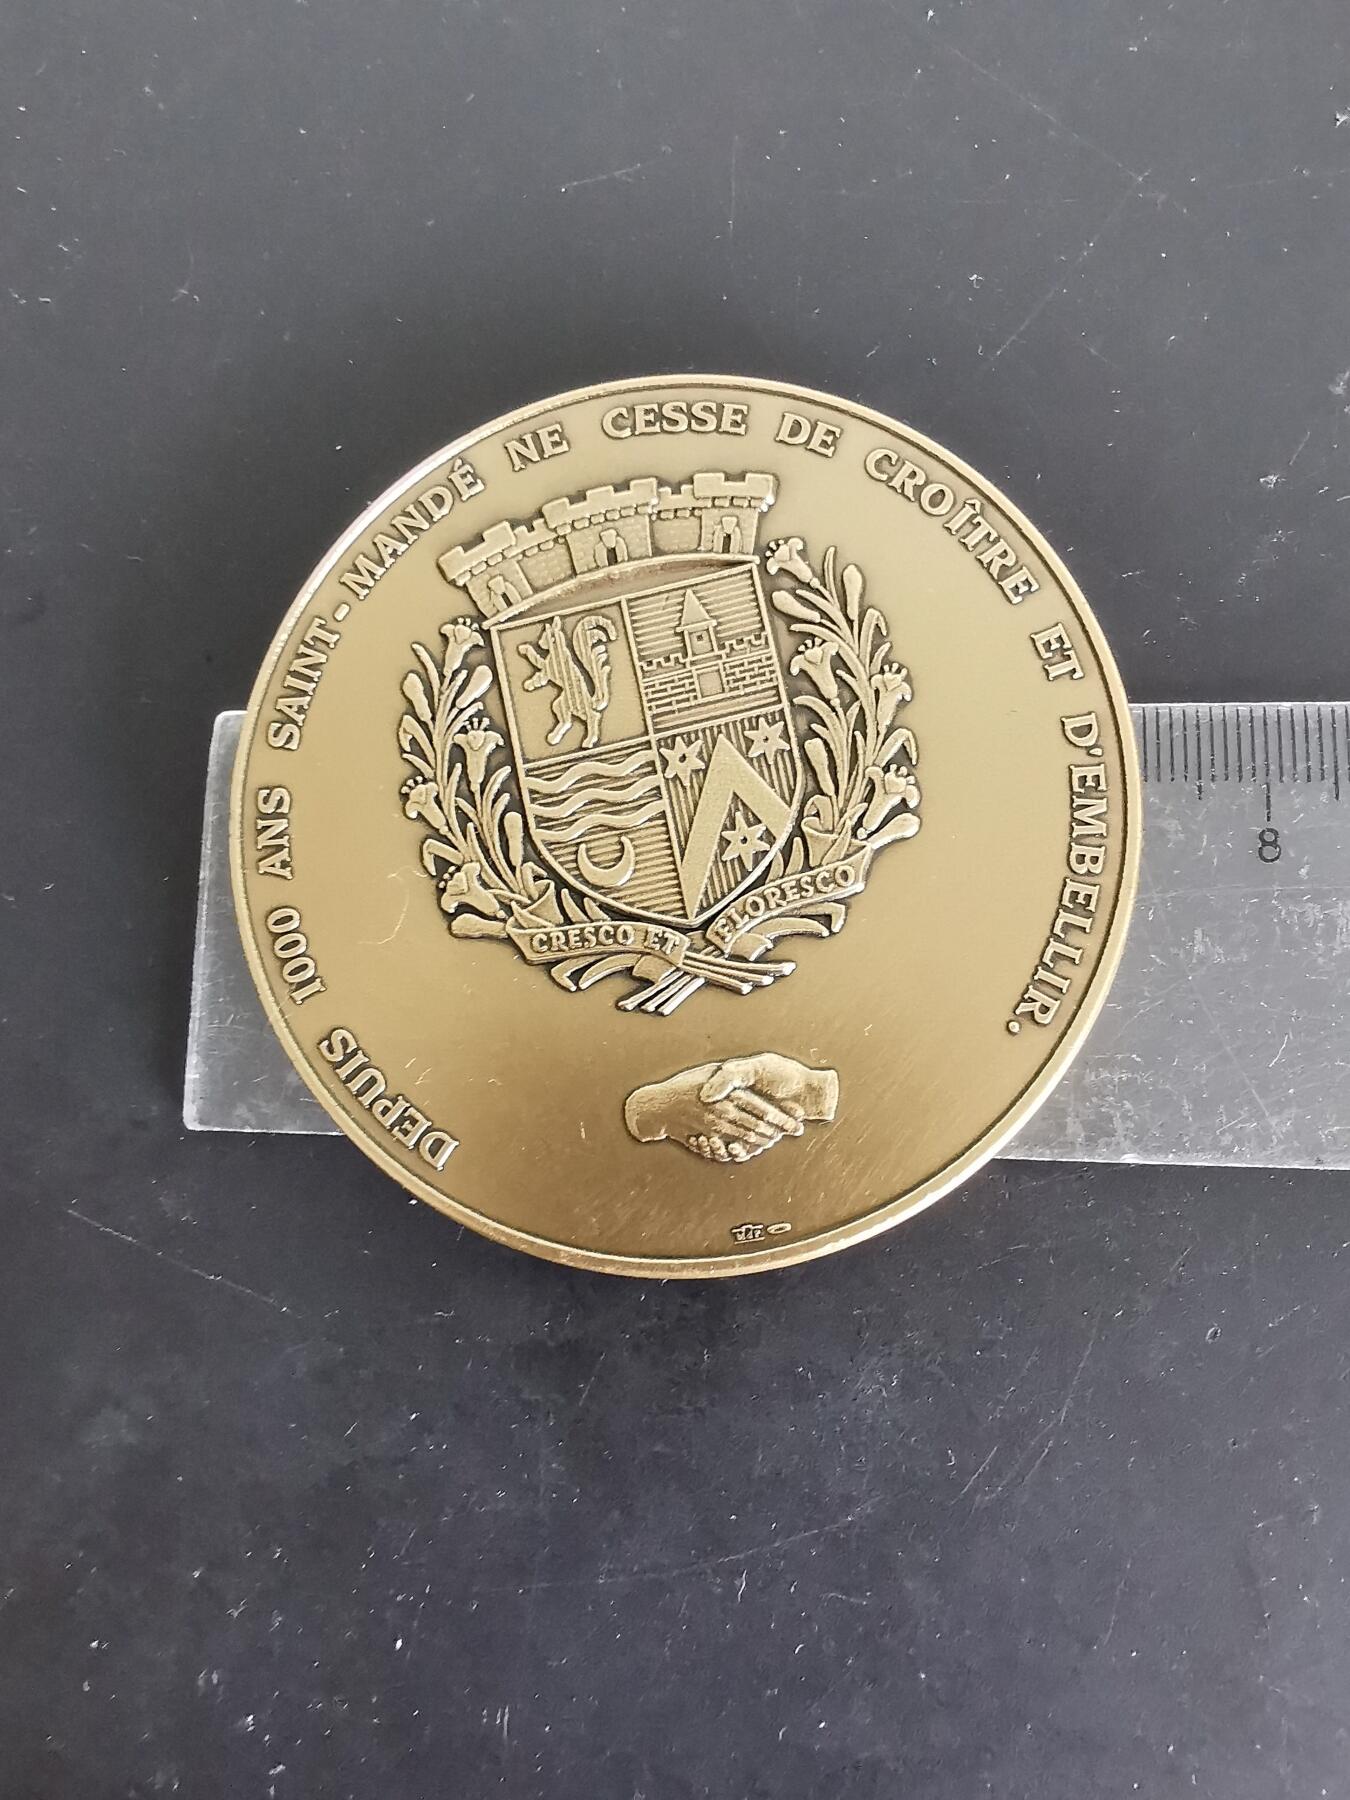 DEPUIS 1000 ANS SAINT-MANDÉ NE CESSE DE CROÎTRE ET D'EMBELLIR.
CRESCO ET FLORESCO
8